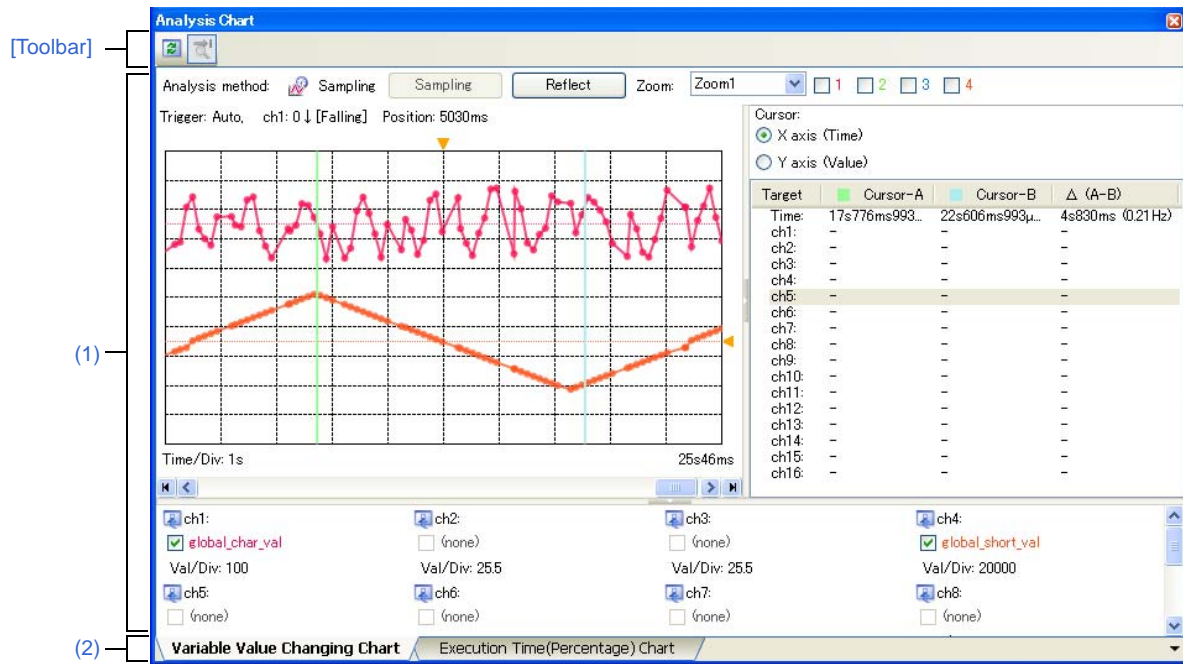 Analysis Chart
[Toolbar]
Analysis method: Sampling Sampling Reflect Zoom: Zoom1 1 2 3 4
Trigger: Auto, ch1: 0↓[Falling] Position: 5030ms
Cursor:
X axis (Time)
Y axis (Value)
Target Cursor-A Cursor-B Δ (A-B)
Time: 17s776ms993... 22s606ms993μ... 4s830ms (0.21Hz)
ch1: - - -
ch2: - - -
ch3: - - -
ch4: - - -
ch5: - - -
ch6: - - -
ch7: - - -
ch8: - - -
ch9: - - -
ch10: - - -
ch11: - - -
ch12: - - -
ch13: - - -
ch14: - - -
ch15: - - -
ch16: - - -
(1)
Time/Div: 1s 25s46ms
ch1: ch2: ch3: ch4:
global_char_val (none) (none) global_short_val
Val/Div: 100 Val/Div: 25.5 Val/Div: 25.5 Val/Div: 20000
ch5: ch6: ch7: ch8:
(none) (none) (none) (none)
(2)
Variable Value Changing Chart Execution Time(Percentage) Chart